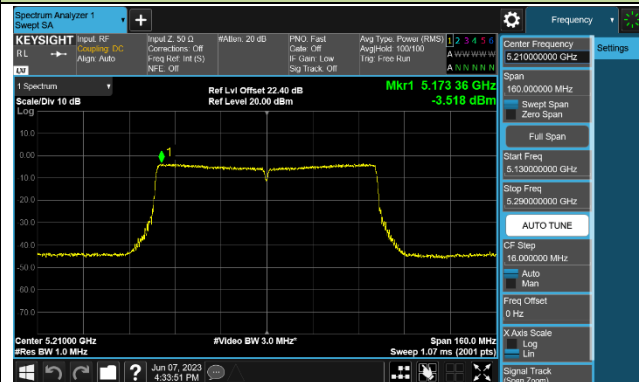 Spectrum Analyzer 1
Swept SA
Frequency
KEYSIGHT
RL
LXI
Input: RF
Coupling: DC
Align: Auto
Input Z: 50 Ω
Corrections: Off
Freq Ref: Int (S)
NFE: Off
#Atten: 20 dB
PNO: Fast
Gate: Off
IF Gain: Low
Sig Track: Off
Avg Type: Power (RMS)
Avg|Hold: 100/100
Trig: Free Run
1 2 3 4 5 6
A W W W W W
A N N N N N
1 Spectrum
Scale/Div 10 dB
Log
Ref Lvl Offset 22.40 dB
Ref Level 20.00 dBm
Mkr1 5.173 36 GHz
-3.518 dBm
10.0
0.00
-10.0
-20.0
-30.0
-40.0
-50.0
-60.0
-70.0
1
Center 5.21000 GHz
#Res BW 1.0 MHz
#Video BW 3.0 MHz*
Span 160.0 MHz
Sweep 1.07 ms (2001 pts)
Jun 07, 2023
4:33:51 PM
Center Frequency
5.210000000 GHz
Settings
Span
160.000000 MHz
Swept Span
Zero Span
Full Span
Start Freq
5.130000000 GHz
Stop Freq
5.290000000 GHz
AUTO TUNE
CF Step
16.000000 MHz
Auto
Man
Freq Offset
0 Hz
X Axis Scale
Log
Lin
Signal Track
(Span Zoom)